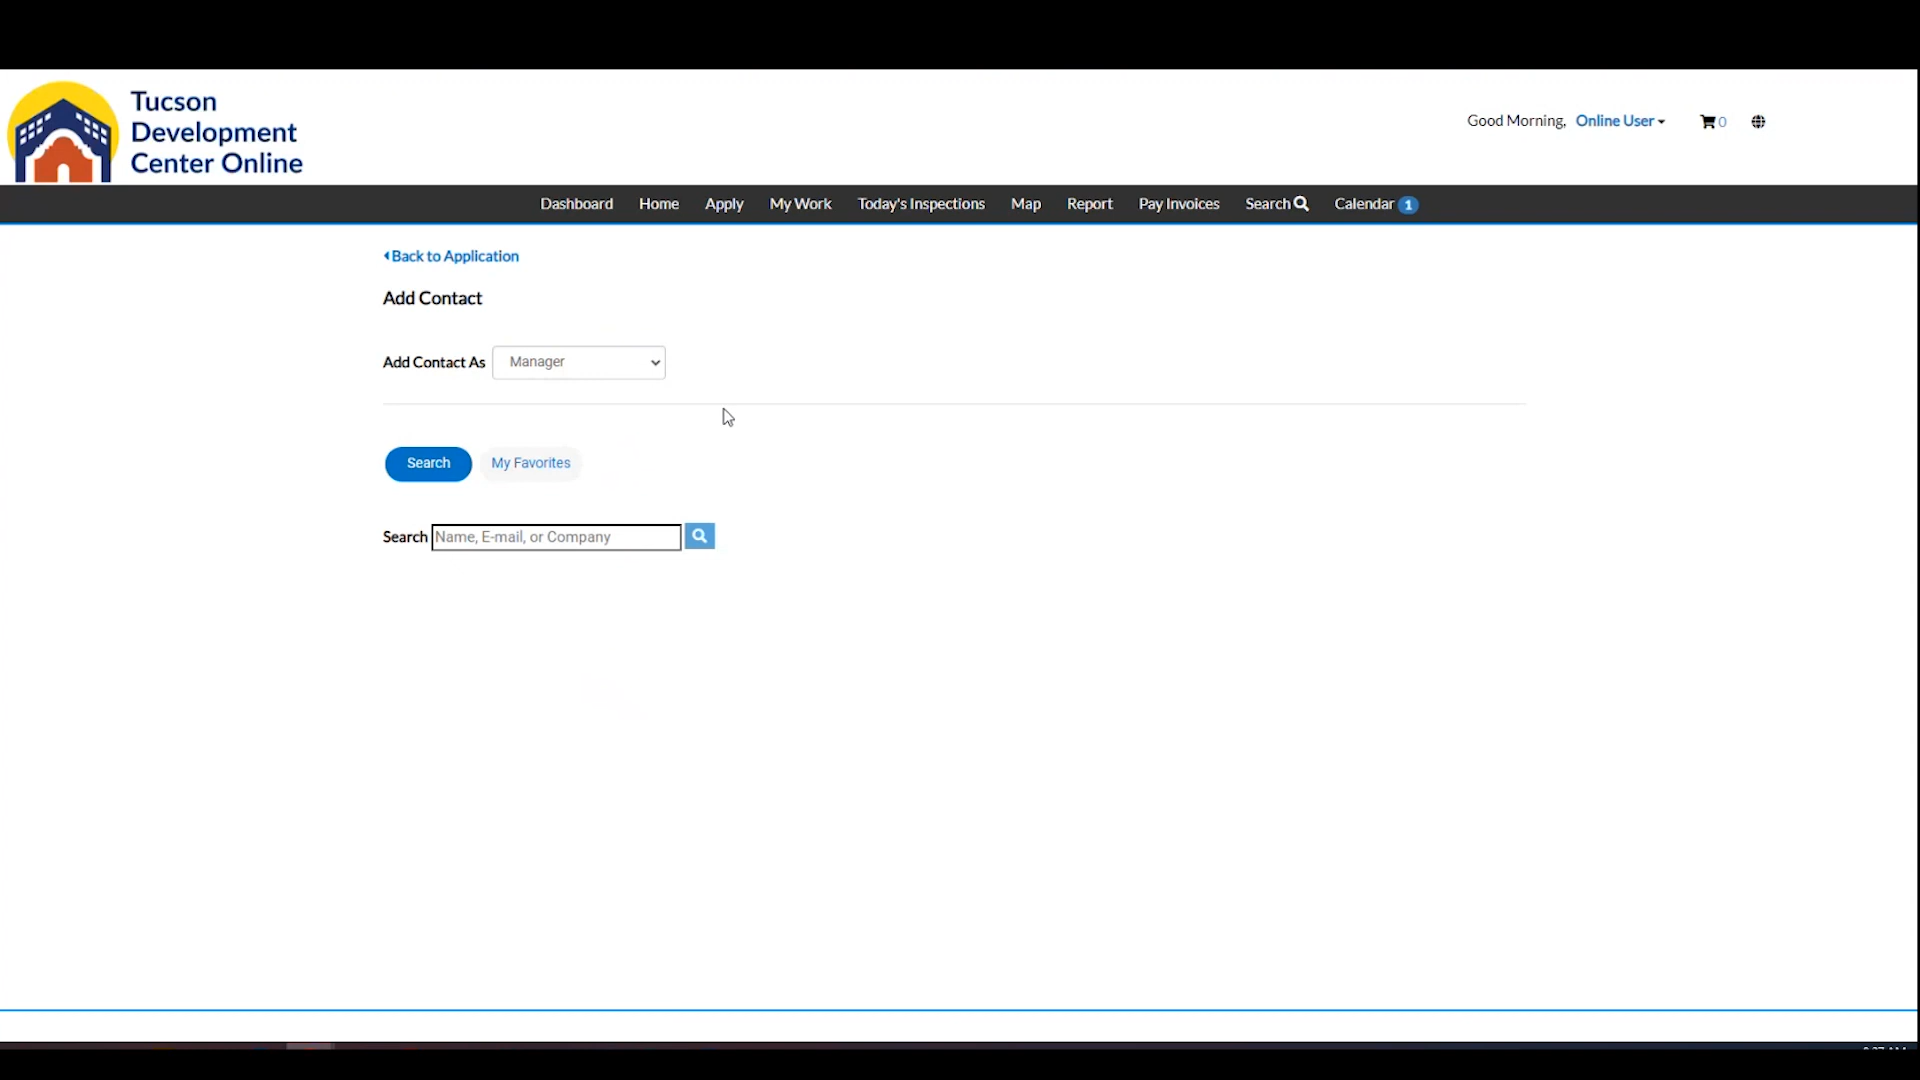 Tucson
Development
Center Online
Good Morning, Online User 0
Dashboard Home Apply My Work Today's Inspections Map Report Pay Invoices Search Calendar 1
Back to Application
Add Contact
Add Contact As Manager
Search My Favorites
Search Name, E-mail, or Company